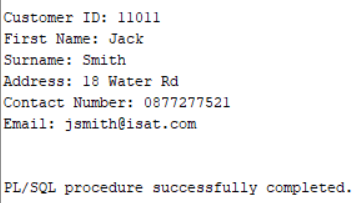 Customer ID: 11011
First Name: Jack
Surname: Smith
Address: 18 Water Rd
Contact Number: 0877277521
Email: jsmith@isat.com
PL/SQL procedure successfully completed.